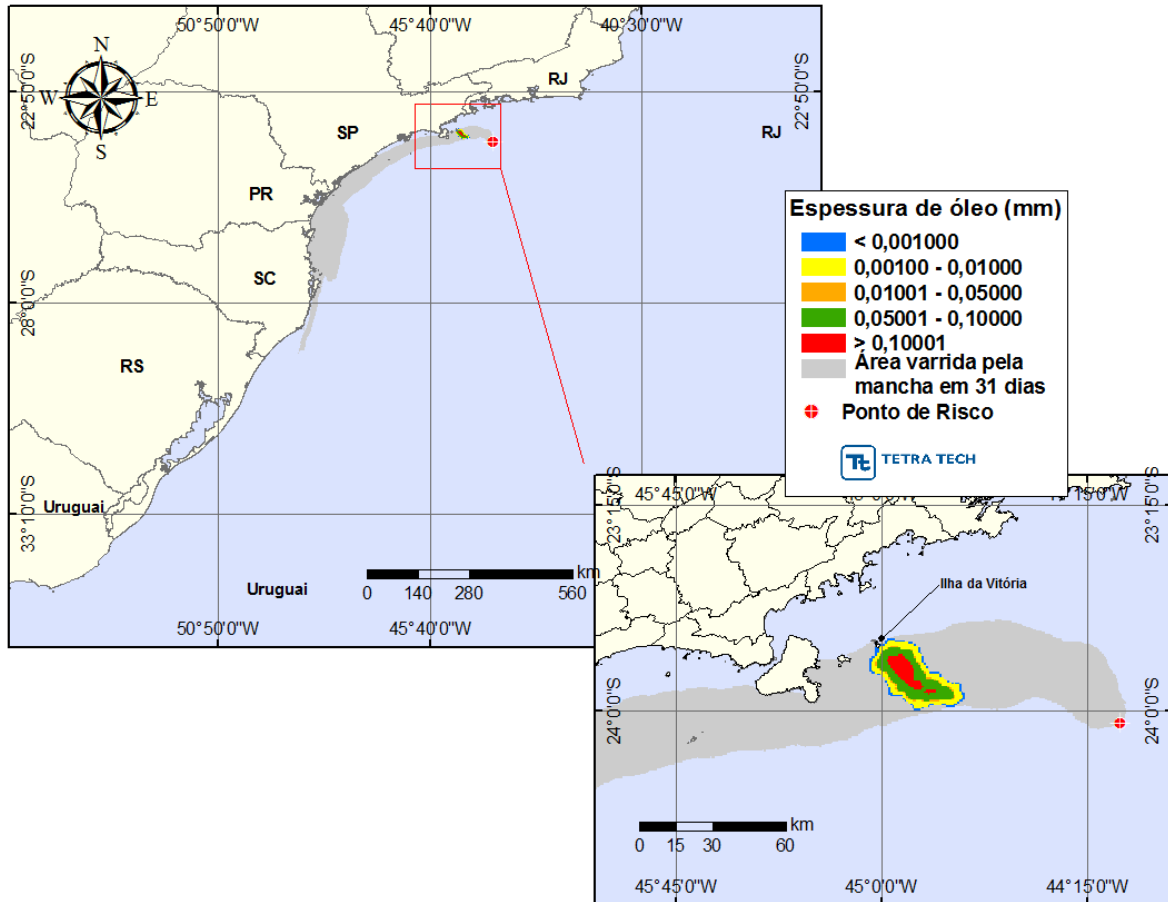 50°50'0"W
45°40'0"W
40°30'0"W
N
W
E
S
22°50'0"S
22°50'0"S
RJ
RJ
SP
PR
SC
28°0'0"S
RS
33°10'0"S
Uruguai
Uruguai
km
0 140 280 560
50°50'0"W
45°40'0"W
Espessura de óleo (mm)
< 0,001000
0,00100 - 0,01000
0,01001 - 0,05000
0,05001 - 0,10000
> 0,10001
Área varrida pela
mancha em 31 dias
Ponto de Risco
Tt TETRA TECH
45°45'0"W
44°15'0"W
23°15'0"S
23°15'0"S
Ilha da Vitória
24°0'0"S
24°0'0"S
km
0 15 30 60
45°45'0"W
45°0'0"W
44°15'0"W